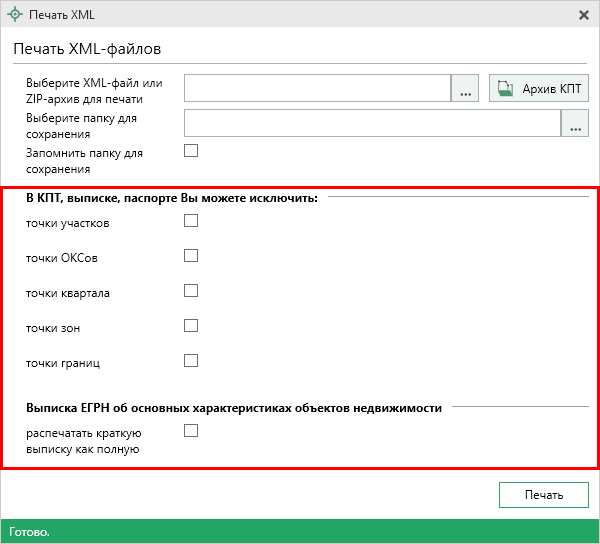 Печать XML
Печать XML-файлов
Выберите XML-файл или
ZIP-архив для печати
...
Архив КПТ
Выберите папку для
сохранения
...
Запомнить папку для
сохранения
В КПТ, выписке, паспорте Вы можете исключить:
точки участков
точки ОКСов
точки квартала
точки зон
точки границ
Выписка ЕГРН об основных характеристиках объектов недвижимости
распечатать краткую
выписку как полную
Печать
Готово.